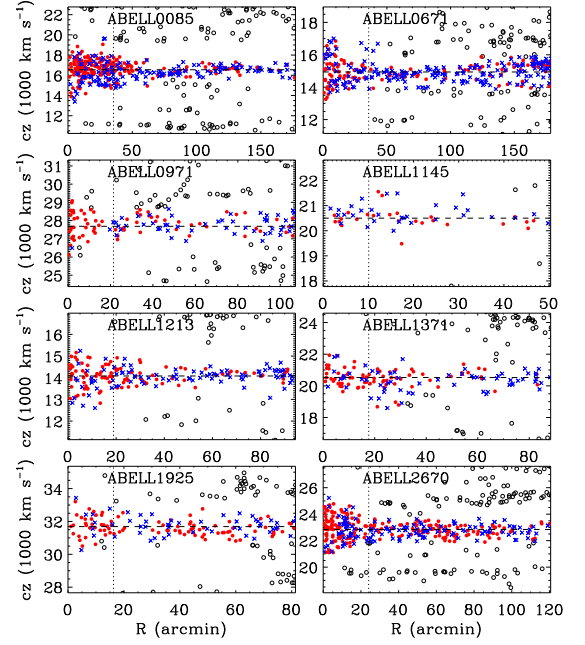 ABELL0085
ABELL0671
cz (1000 km s⁻¹)
22
20
18
16
14
12
0 50 100 150
18
16
14
12
0 50 100 150
ABELL0971
ABELL1145
cz (1000 km s⁻¹)
31
30
29
28
27
26
25
0 20 40 60 80 100
22
21
20
19
18
0 10 20 30 40 50
ABELL1213
ABELL1371
cz (1000 km s⁻¹)
16
15
14
13
12
0 20 40 60 80
24
22
20
18
0 20 40 60 80
ABELL1925
ABELL2670
cz (1000 km s⁻¹)
34
32
30
28
0 20 40 60 80
26
24
22
20
0 20 40 60 80 100 120
R (arcmin)
R (arcmin)